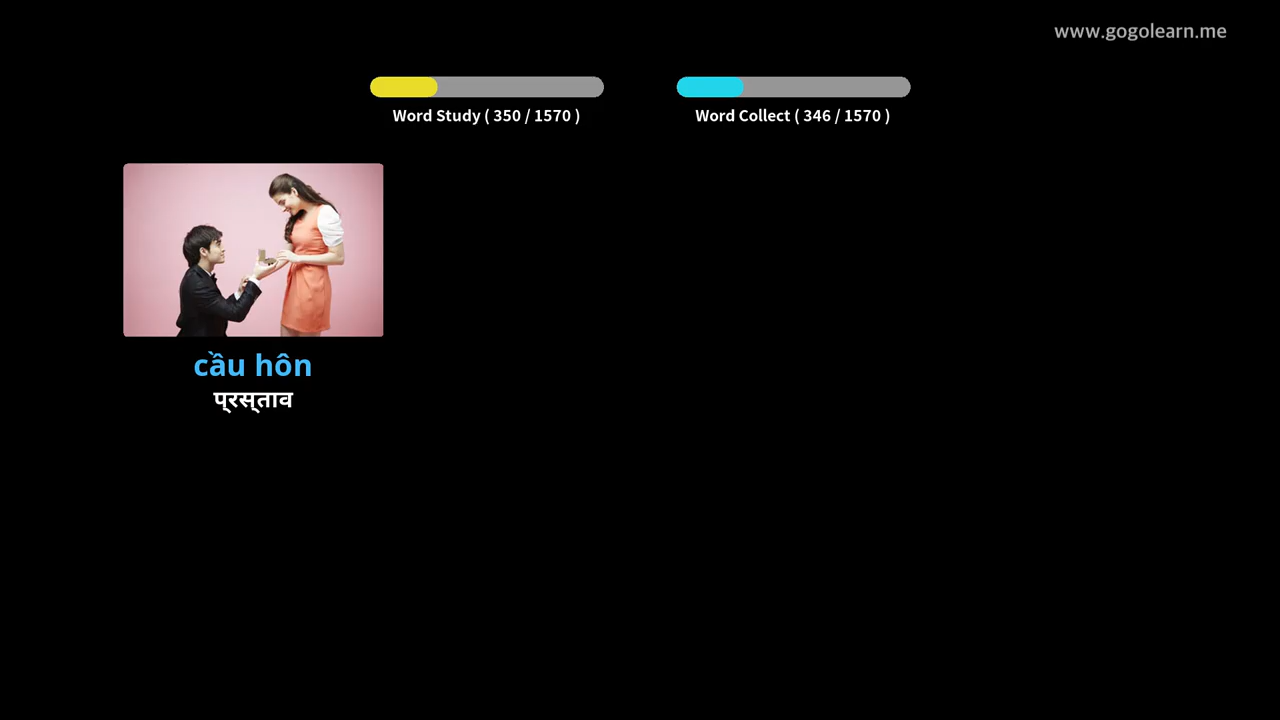 www.gogolearn.me
Word Study ( 350 / 1570 )
Word Collect ( 346 / 1570 )
cầu hôn
प्रस्ताव